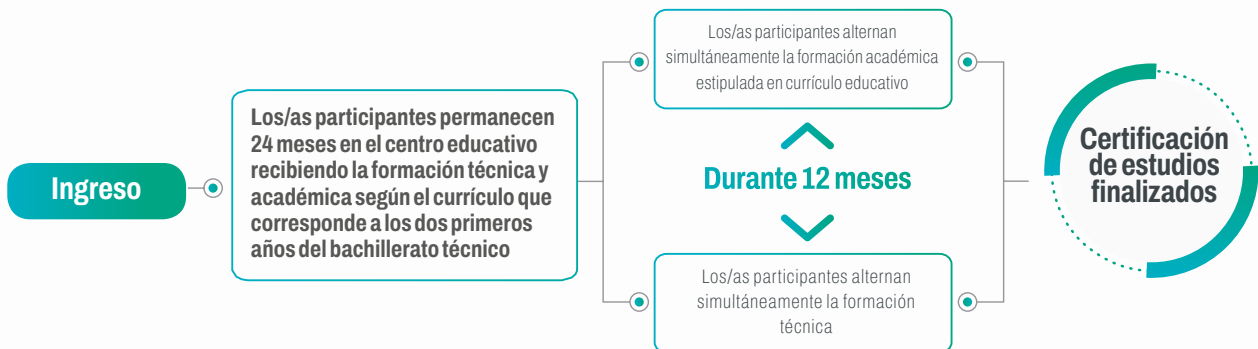 Ingreso
Los/as participantes permanecen
24 meses en el centro educativo
recibiendo la formación técnica y
académica según el currículo que
corresponde a los dos primeros
años del bachillerato técnico
Los/as participantes alternan
simultáneamente la formación académica
estipulada en currículo educativo
Durante 12 meses
Los/as participantes alternan
simultáneamente la formación
técnica
Certificación
de estudios
finalizados